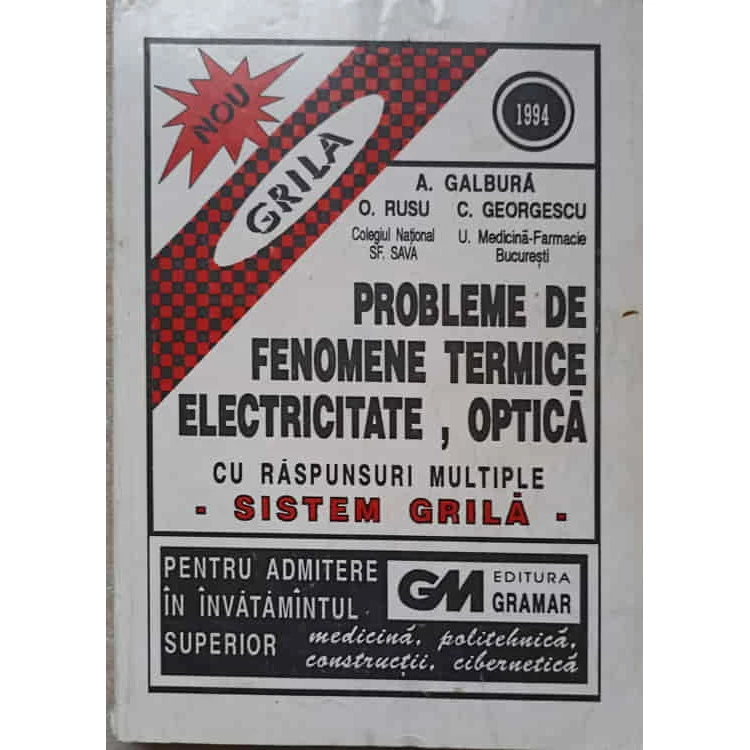 NOU
GRILA
1994
A. GALBURĂ
O. RUSU C. GEORGESCU
Colegiul Național U. Medicină-Farmacie
SF. SAVA București
PROBLEME DE
FENOMENE TERMICE
ELECTRICITATE , OPTICĂ
CU RĂSPUNSURI MULTIPLE
- SISTEM GRILĂ -
PENTRU ADMITERE
ÎN ÎNVĂTĂMÎNTUL
SUPERIOR
GM EDITURA
GRAMAR
medicină, politehnică,
construcții, cibernetică